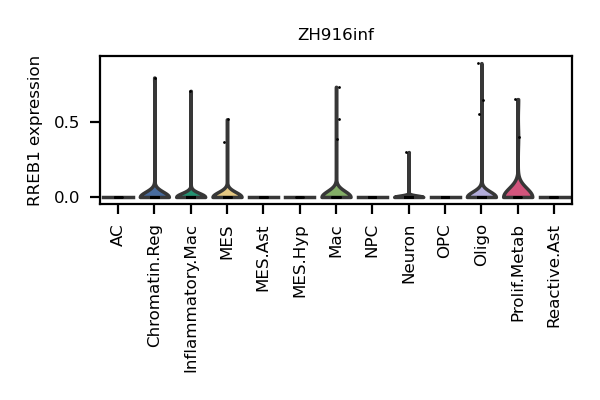 ZH916inf
RREB1 expression
0.5
0.0
AC
Chromatin.Reg
Inflammatory.Mac
MES
MES.Ast
MES.Hyp
Mac
NPC
Neuron
OPC
Oligo
Prolif.Metab
Reactive.Ast